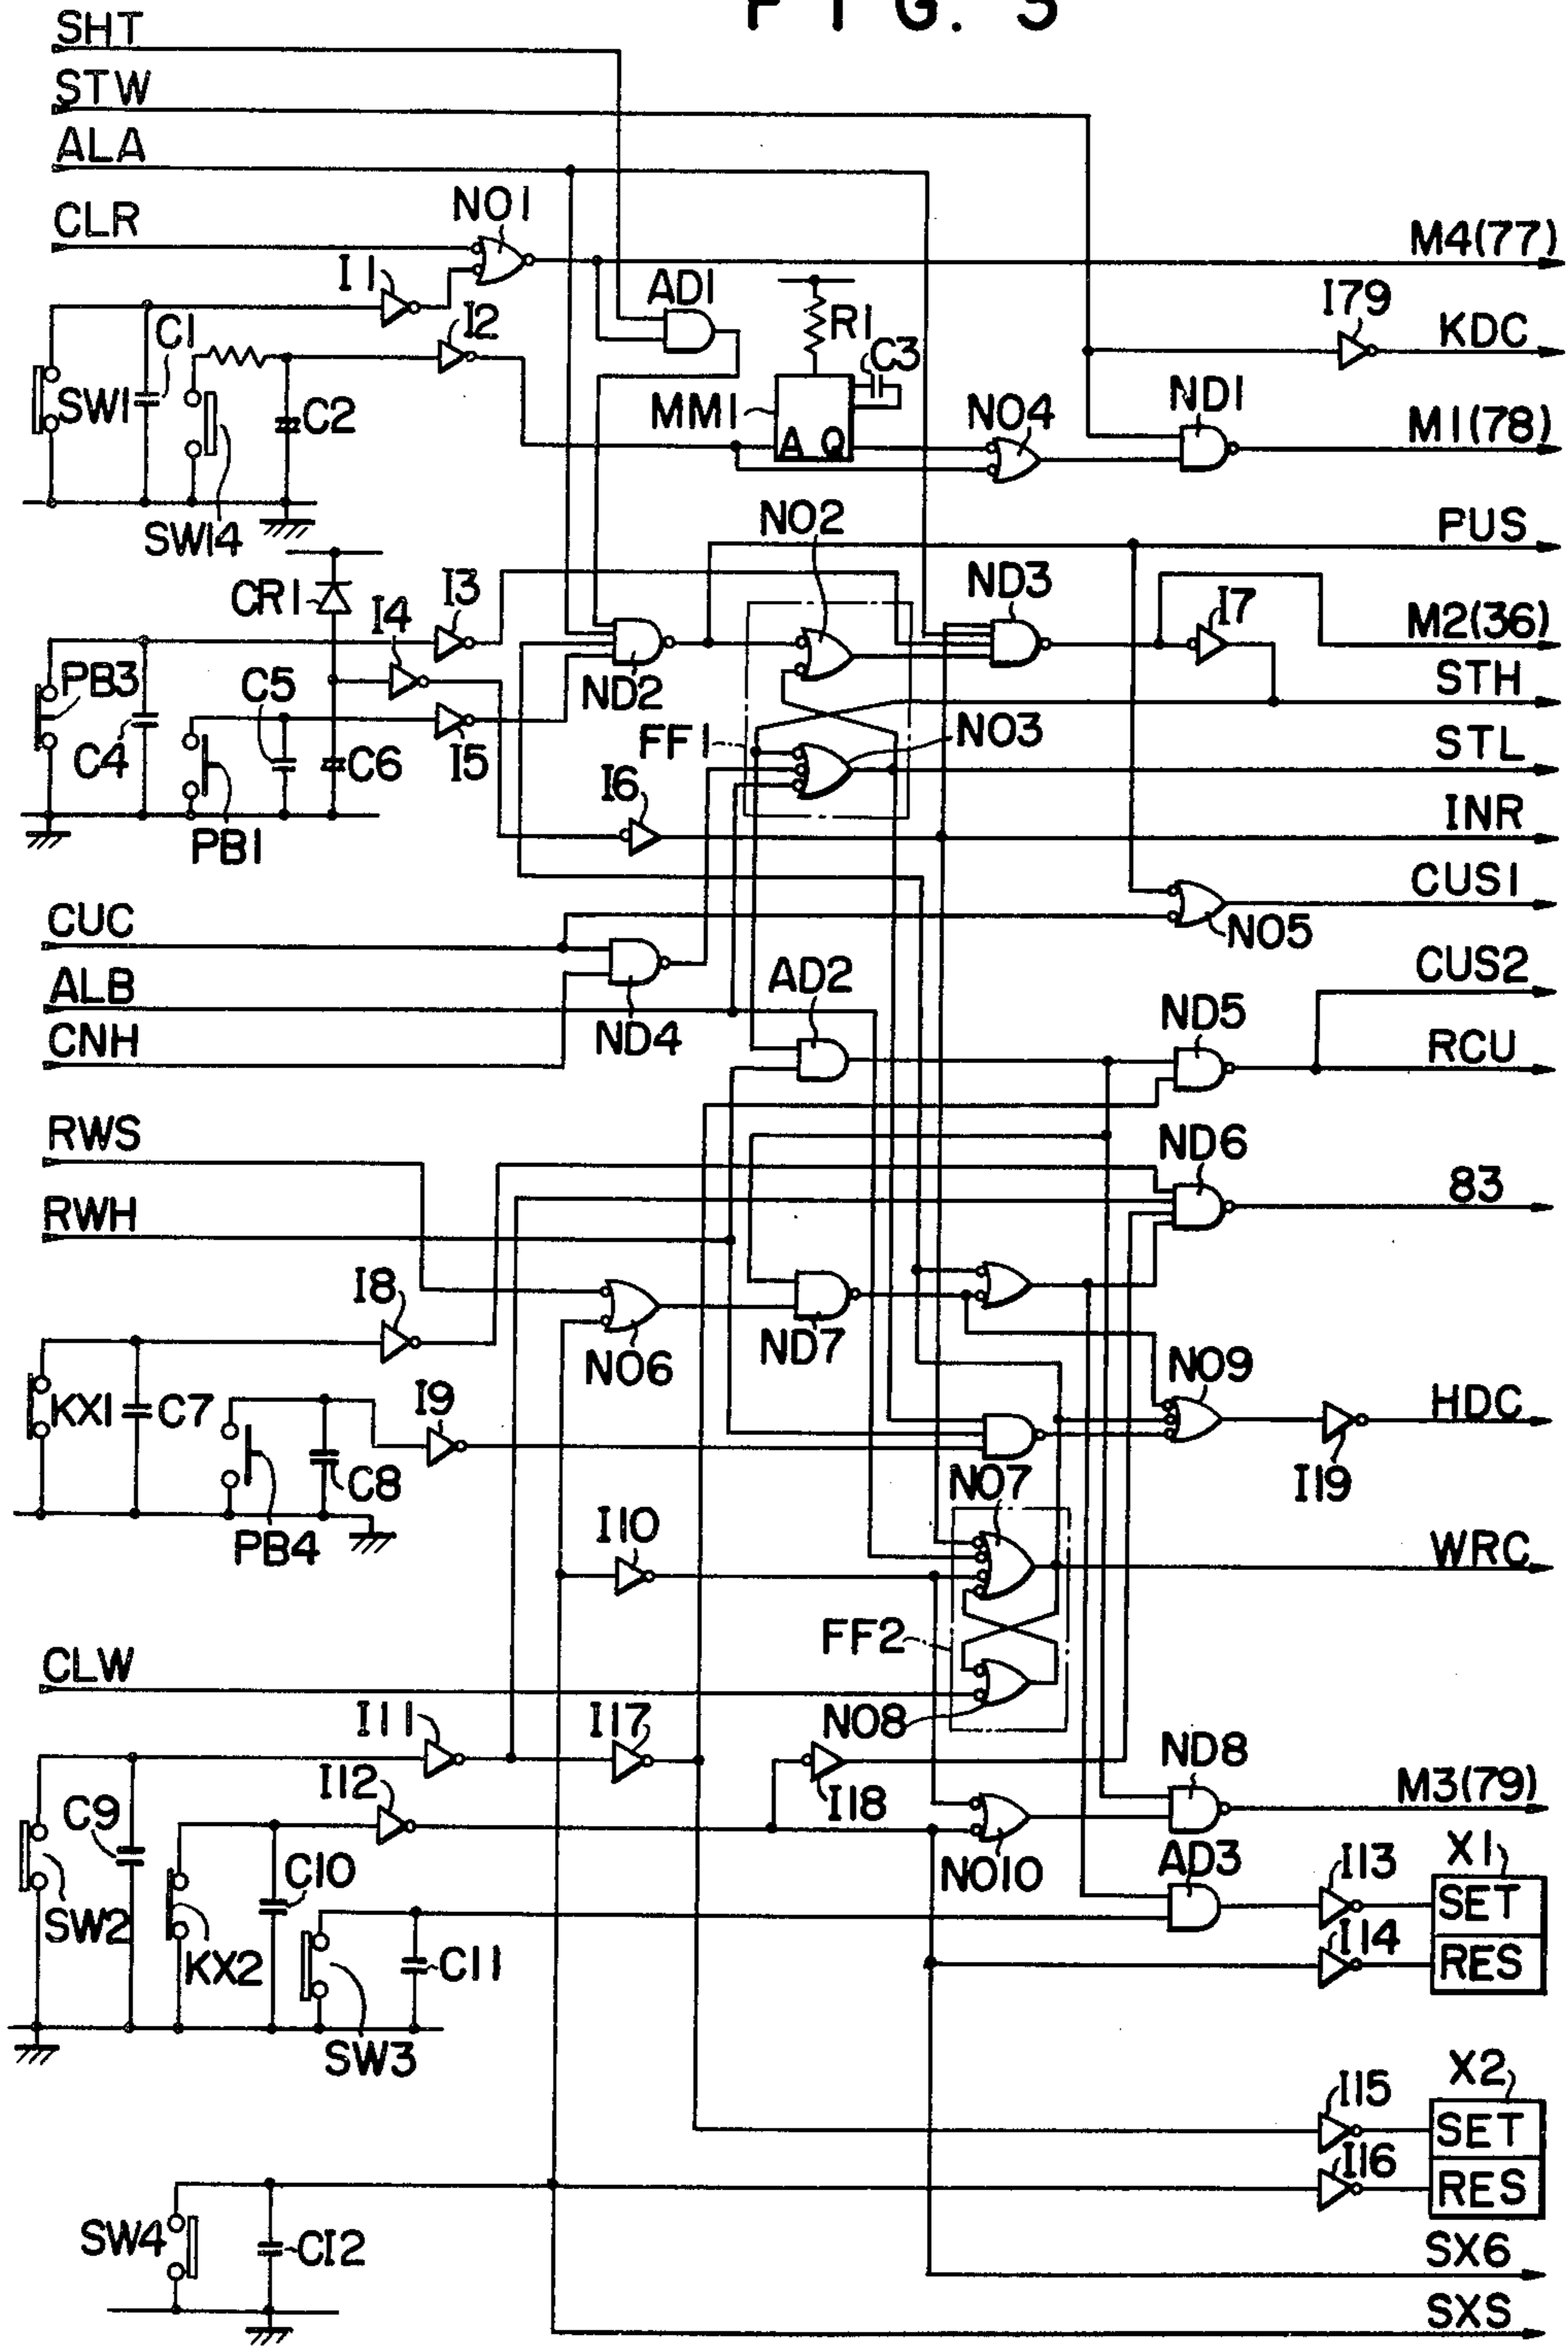 FIG. 3
SHT
STW
ALA
CLR
NO1
M4(77)
I1
AD1
I79
KDC
C1
I2
R1
C3
SW1
C2
MM1
A Q
NO4
ND1
M1(78)
SW14
NO2
PUS
CR1
I3
ND3
I7
I4
M2(36)
PB3
C5
ND2
STH
C4
C6
I5
FF1
NO3
STL
PB1
I6
INR
CUS1
CUC
NO5
AD2
CUS2
ALB
ND5
CNH
ND4
RCU
RWS
ND6
83
RWH
I8
ND7
NO6
NO9
KX1
C7
I9
HDC
C8
NO7
I19
PB4
I10
WRC
FF2
CLW
I11
I17
NO8
I12
I18
ND8
M3(79)
C9
C10
NO10
AD3
I13
X1
SW2
SET
KX2
C11
I14
RES
SW3
X2
I15
SET
I16
RES
SW4
C12
SX6
SXS